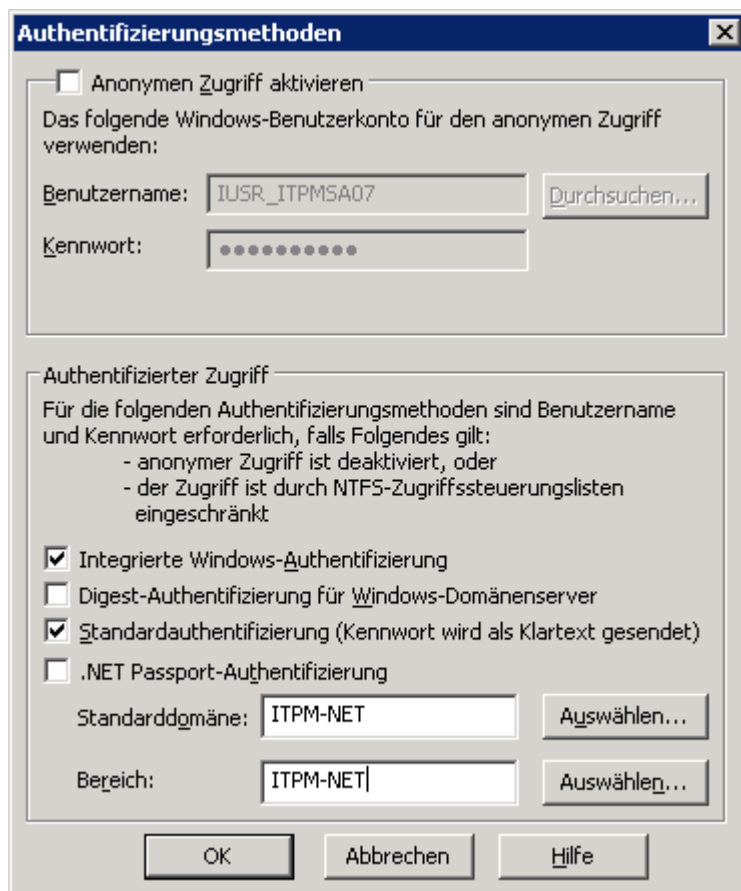 Authentifizierungsmethoden
Anonymen Zugriff aktivieren
Das folgende Windows-Benutzerkonto für den anonymen Zugriff
verwenden:
Benutzername: IUSR_ITPMSA07 Durchsuchen...
Kennwort: ●●●●●●●●●●
Authentifizierter Zugriff
Für die folgenden Authentifizierungsmethoden sind Benutzername
und Kennwort erforderlich, falls Folgendes gilt:
- anonymer Zugriff ist deaktiviert, oder
- der Zugriff ist durch NTFS-Zugriffssteuerungslisten
eingeschränkt
Integrierte Windows-Authentifizierung
Digest-Authentifizierung für Windows-Domänenserver
Standardauthentifizierung (Kennwort wird als Klartext gesendet)
.NET Passport-Authentifizierung
Standarddomäne: ITPM-NET Auswählen...
Bereich: ITPM-NET Auswählen...
OK Abbrechen Hilfe